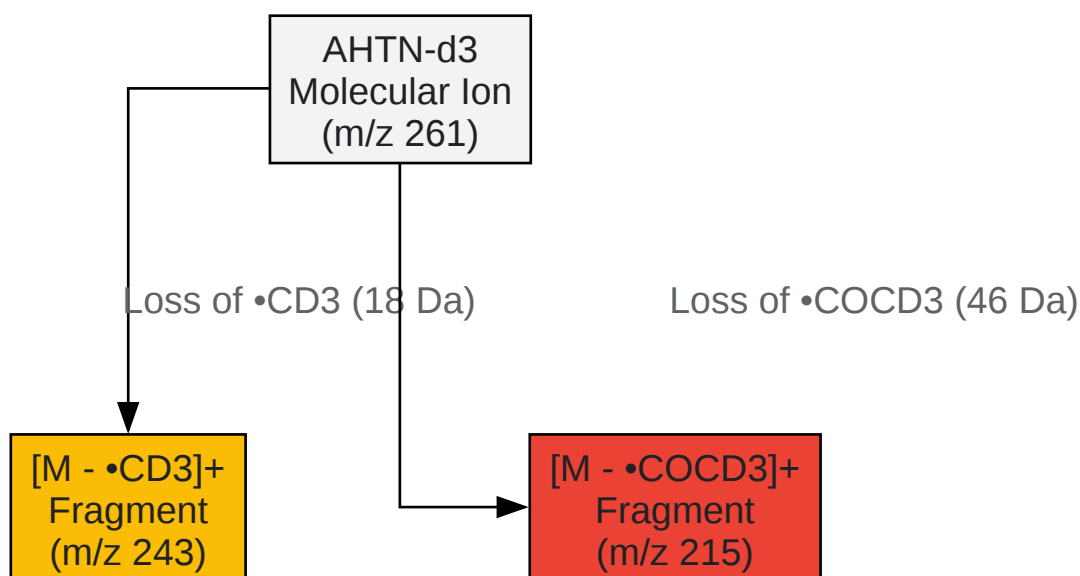 AHTN-d3
Molecular Ion
(m/z 261)
Loss of •CD3 (18 Da)
Loss of •COCD3 (46 Da)
[M - •CD3]+
Fragment
(m/z 243)
[M - •COCD3]+
Fragment
(m/z 215)